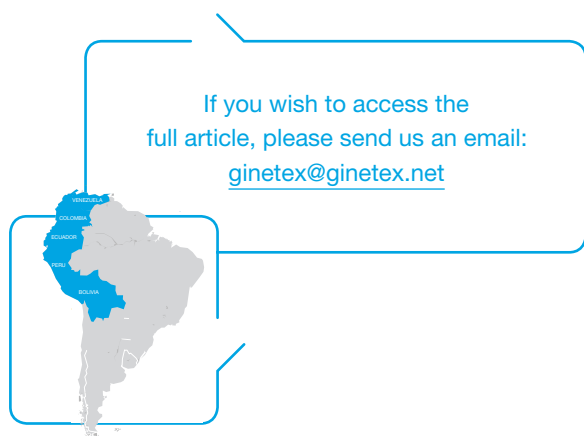 If you wish to access the
full article, please send us an email:
ginetex@ginetex.net
VENEZUELA
COLOMBIA
ECUADOR
PERU
BOLIVIA